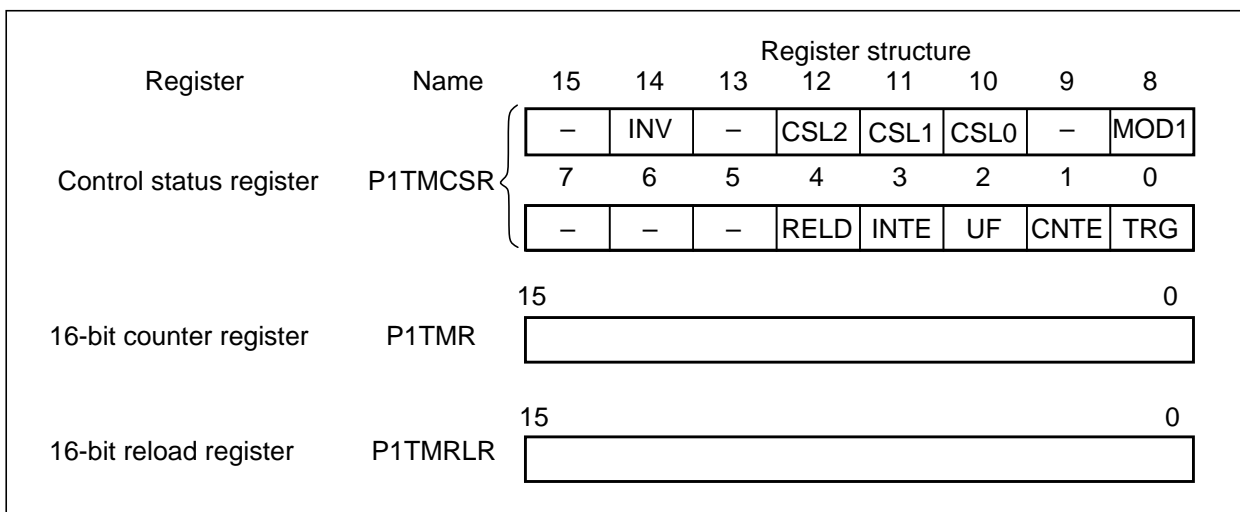 Register structure
Register Name 15 14 13 12 11 10 9 8
– INV – CSL2 CSL1 CSL0 – MOD1
Control status register P1TMCSR 7 6 5 4 3 2 1 0
– – – RELD INTE UF CNTE TRG
15 0
16-bit counter register P1TMR
15 0
16-bit reload register P1TMRLR